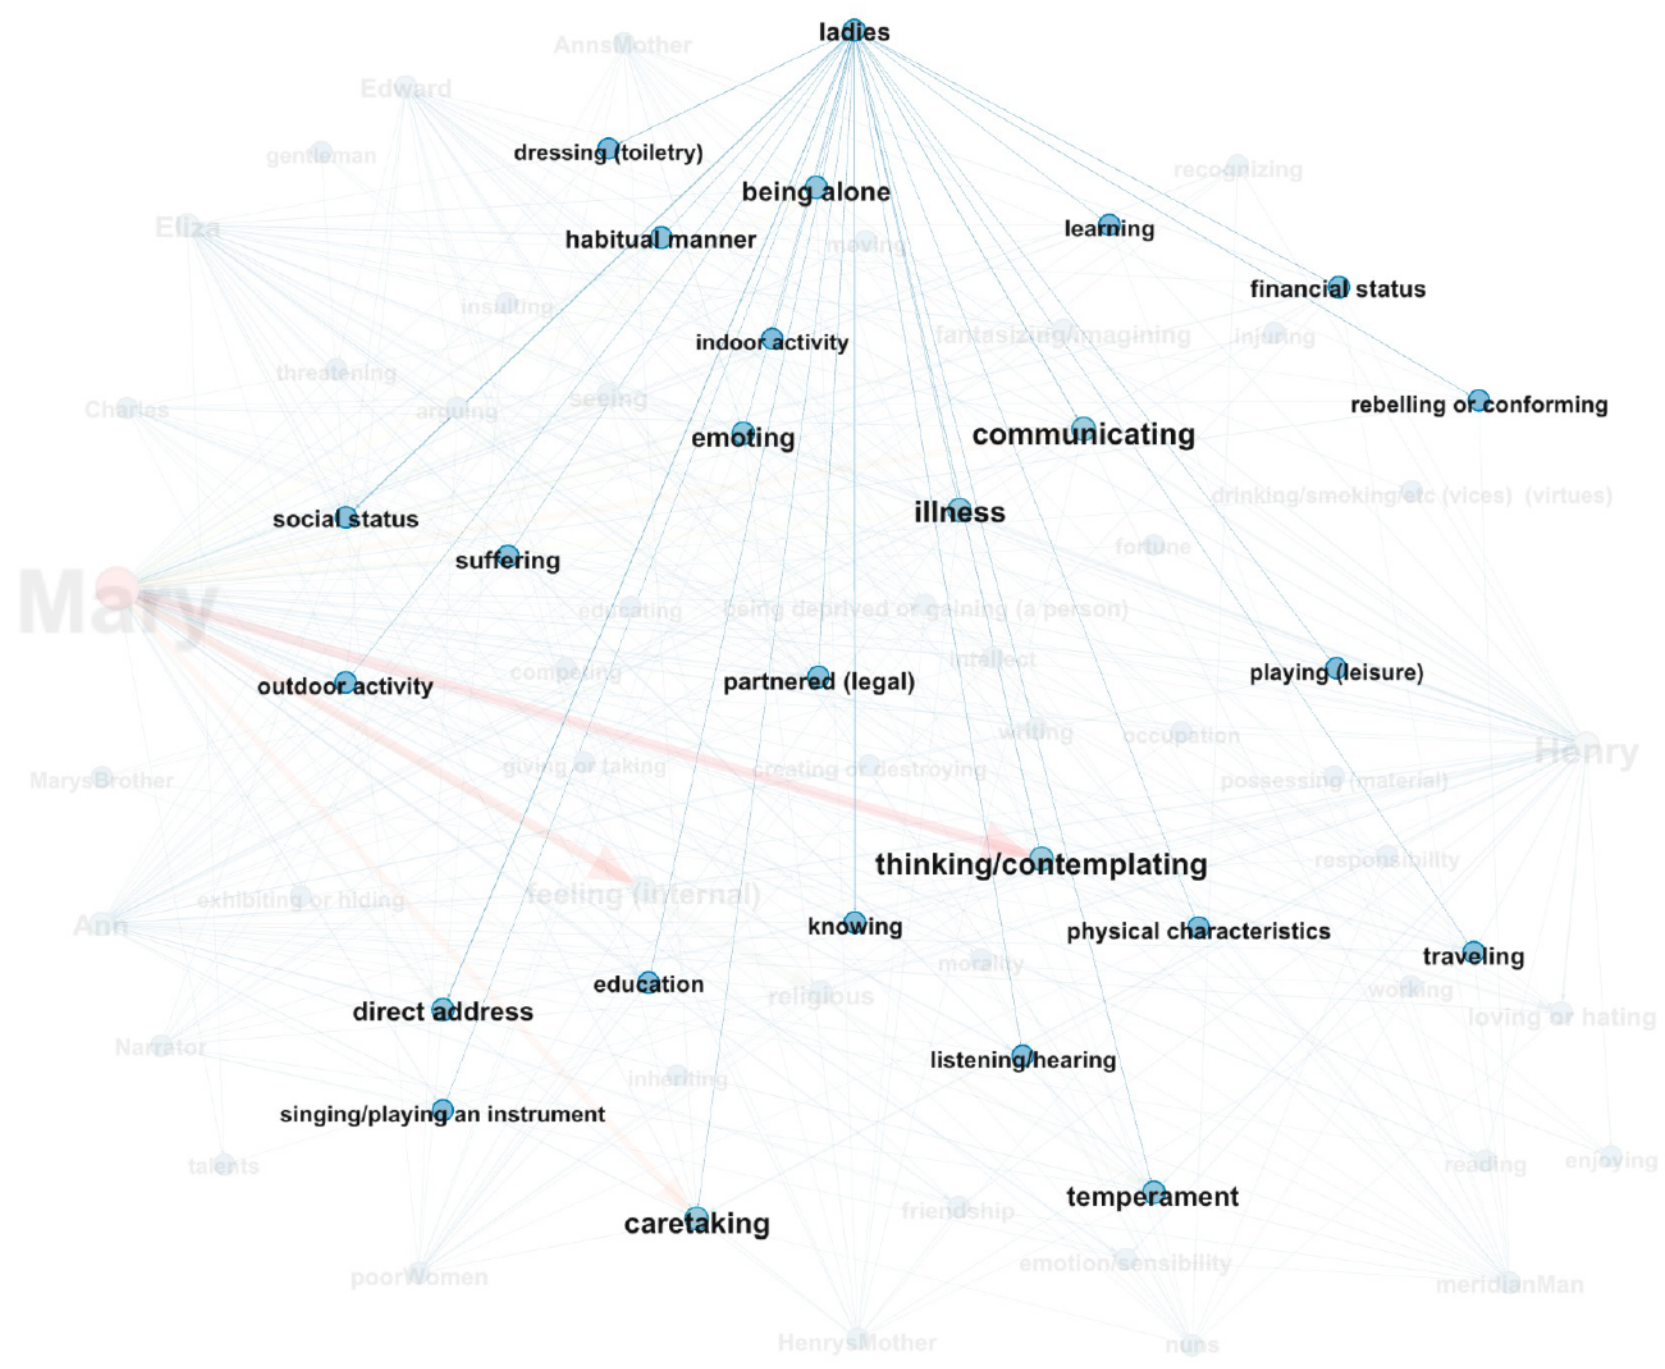 ladies
AnnsMother
Edward
dressing (toiletry)
gentleman
recognizing
being alone
Eliza
learning
habitual manner
moving
financial status
insulting
fantasizing/imagining
injuring
indoor activity
threatening
seeing
rebelling or conforming
Charles
arguing
emoting
communicating
drinking/smoking/etc (vices) (virtues)
illness
social status
fortune
suffering
Mary
educating
being deprived or gaining (a person)
intellect
competing
playing (leisure)
partnered (legal)
outdoor activity
writing
occupation
Henry
giving or taking
creating or destroying
MarysBrother
possessing (material)
responsibility
thinking/contemplating
feeling (internal)
exhibiting or hiding
Ann
knowing
physical characteristics
traveling
morality
education
religious
working
direct address
loving or hating
Narrator
listening/hearing
inheriting
singing/playing an instrument
talents
reading
enjoying
temperament
friendship
caretaking
emotion/sensibility
poorWomen
meridianMan
HenrysMother
nuns